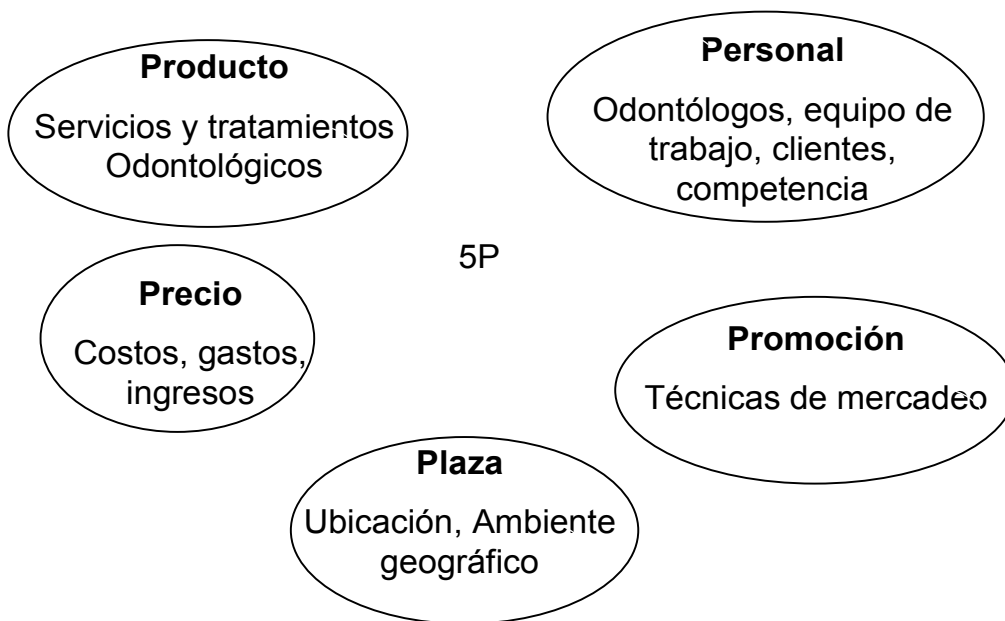 Producto
Servicios y tratamientos
Odontológicos
Personal
Odontólogos, equipo de
trabajo, clientes,
competencia
5P
Precio
Costos, gastos,
ingresos
Promoción
Técnicas de mercadeo
Plaza
Ubicación, Ambiente
geográfico